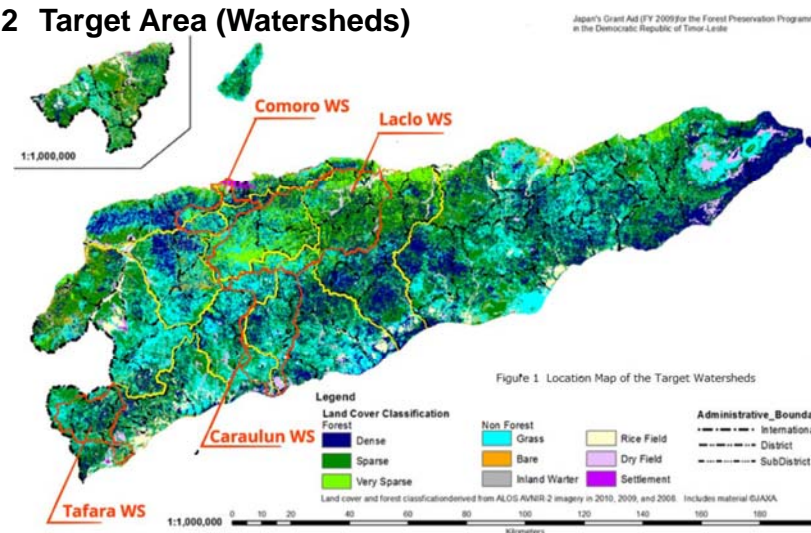 2 Target Area (Watersheds)
Japan's Grant Aid (FY 2009)for the Forest Preservation Programme
in the Democratic Republic of Timor-Leste
Comoro WS
Laclo WS
1:1,000,000
Figure 1 Location Map of the Target Watersheds
Legend
Land Cover Classification
Forest
Dense
Sparse
Very Sparse
Non Forest
Grass
Bare
Inland Warter
Rice Field
Dry Field
Settlement
Administrative_Bounda
International
District
SubDistrict
Caraulun WS
Tafara WS
Land cover and forest classficationderived from ALOS AVNIR-2 imagery in 2010, 2009, and 2008. Includes material ©JAXA.
1:1,000,000
0 10 20 40 60 80 100 120 140 160 180
Kilometers